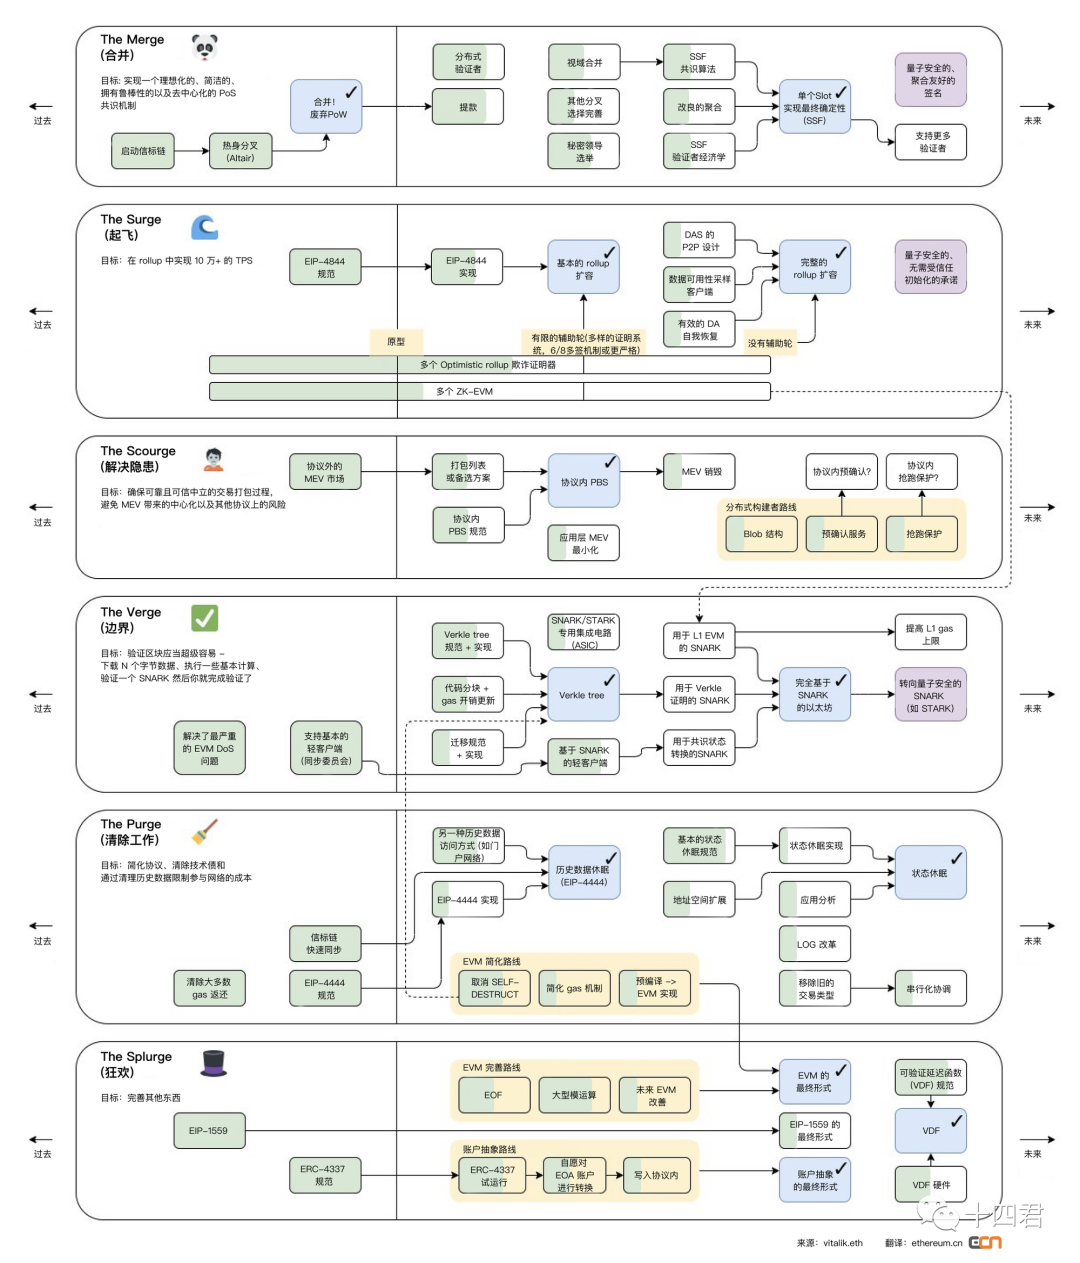 The Merge
(合并)
目标: 实现一个理想化的、简洁的、
拥有鲁棒性的以及去中心化的 PoS
共识机制
启动信标链
热身分叉
(Altair)
合并!
废弃PoW
分布式
验证者
提款
视域合并
其他分叉
选择完善
秘密领导
选举
SSF
共识算法
改良的聚合
SSF
验证者经济学
单个Slot
实现最终确定性
(SSF)
量子安全的、
聚合友好的
签名
支持更多
验证者
过去
未来
The Surge
(起飞)
目标: 在 rollup 中实现 10 万+ 的 TPS
EIP-4844
规范
EIP-4844
实现
基本的 rollup
扩容
DAS 的
P2P 设计
数据可用性采样
客户端
有效的 DA
自我恢复
完整的
rollup 扩容
量子安全的、
无需受信任
初始化的承诺
过去
未来
原型
有限的辅助轮(多样的证明系
统，6/8多签机制或更严格)
没有辅助轮
多个 Optimistic rollup 欺诈证明器
多个 ZK-EVM
The Scourge
(解决隐患)
目标：确保可靠且可信中立的交易打包过程，
避免 MEV 带来的中心化以及其他协议上的风险
协议外的
MEV 市场
打包列表
或备选方案
协议内
PBS 规范
协议内 PBS
应用层 MEV
最小化
MEV 销毁
协议内预确认?
协议内
抢跑保护?
分布式构建者路线
Blob 结构
预确认服务
抢跑保护
过去
未来
The Verge
(边界)
目标：验证区块应当超级容易 –
下载 N 个字节数据、执行一些基本计算、
验证一个 SNARK 然后你就完成验证了
解决了最严重
的 EVM DoS
问题
支持基本的
轻客户端
(同步委员会)
Verkle tree
规范 + 实现
代码分块 +
gas 开销更新
迁移规范
+ 实现
SNARK/STARK
专用集成电路
(ASIC)
Verkle tree
基于 SNARK
的轻客户端
用于 L1 EVM
的 SNARK
用于 Verkle
证明的 SNARK
用于共识状态
转换的SNARK
完全基于
SNARK
的以太坊
提高 L1 gas
上限
转向量子安全的
SNARK
(如 STARK)
过去
未来
The Purge
(清除工作)
目标：简化协议、清除技术债和
通过清理历史数据限制参与网络的成本
清除大多数
gas 返还
信标链
快速同步
EIP-4444
规范
另一种历史数据
访问方式 (如门
户网络)
EIP-4444 实现
历史数据休眠
(EIP-4444)
基本的状态
休眠规范
地址空间扩展
状态休眠实现
应用分析
状态休眠
LOG 改革
移除旧的
交易类型
串行化协调
EVM 简化路线
取消 SELF-
DESTRUCT
简化 gas 机制
预编译 ->
EVM 实现
过去
未来
The Splurge
(狂欢)
目标：完善其他东西
EIP-1559
ERC-4337
规范
EVM 完善路线
EOF
大型模运算
未来 EVM
改善
EVM 的
最终形式
EIP-1559 的
最终形式
账户抽象路线
ERC-4337
试运行
自愿对
EOA 账户
进行转换
写入协议内
账户抽象
的最终形式
可验证延迟函数
(VDF) 规范
VDF
VDF 硬件
过去
未来
十四君
来源：vitalik.eth
翻译：ethereum.cn
ECN